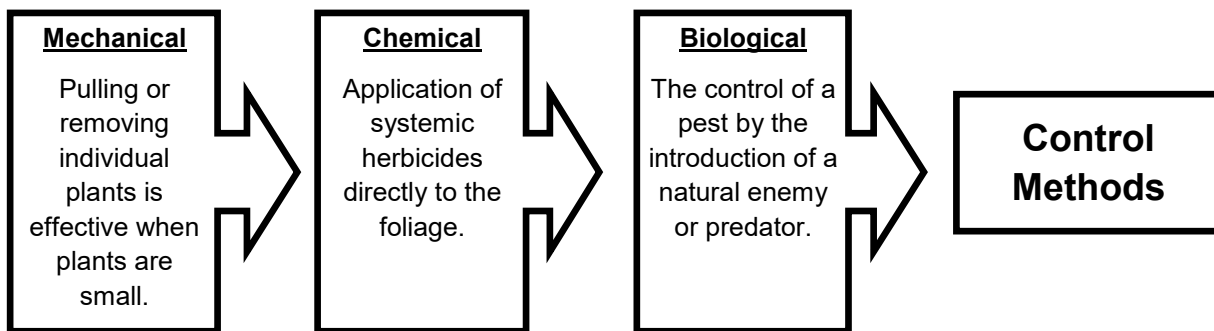 Mechanical
Pulling or
removing
individual
plants is
effective when
plants are
small.
Chemical
Application of
systemic
herbicides
directly to the
foliage.
Biological
The control of a
pest by the
introduction of a
natural enemy
or predator.
Control
Methods